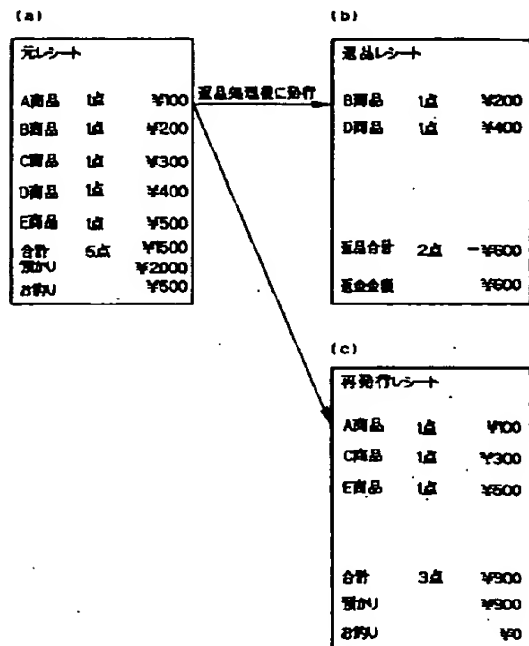 (a)
元レシート
A商品 1点 ¥100
B商品 1点 ¥200
C商品 1点 ¥300
D商品 1点 ¥400
E商品 1点 ¥500
合計 5点 ¥1500
預かり ¥2000
お釣り ¥500
返品処理後に発行
(b)
返品レシート
B商品 1点 ¥200
D商品 1点 ¥400
返品合計 2点 -¥600
返金金額 ¥600
(c)
再発行レシート
A商品 1点 ¥100
C商品 1点 ¥300
E商品 1点 ¥500
合計 3点 ¥900
預かり ¥900
お釣り ¥0